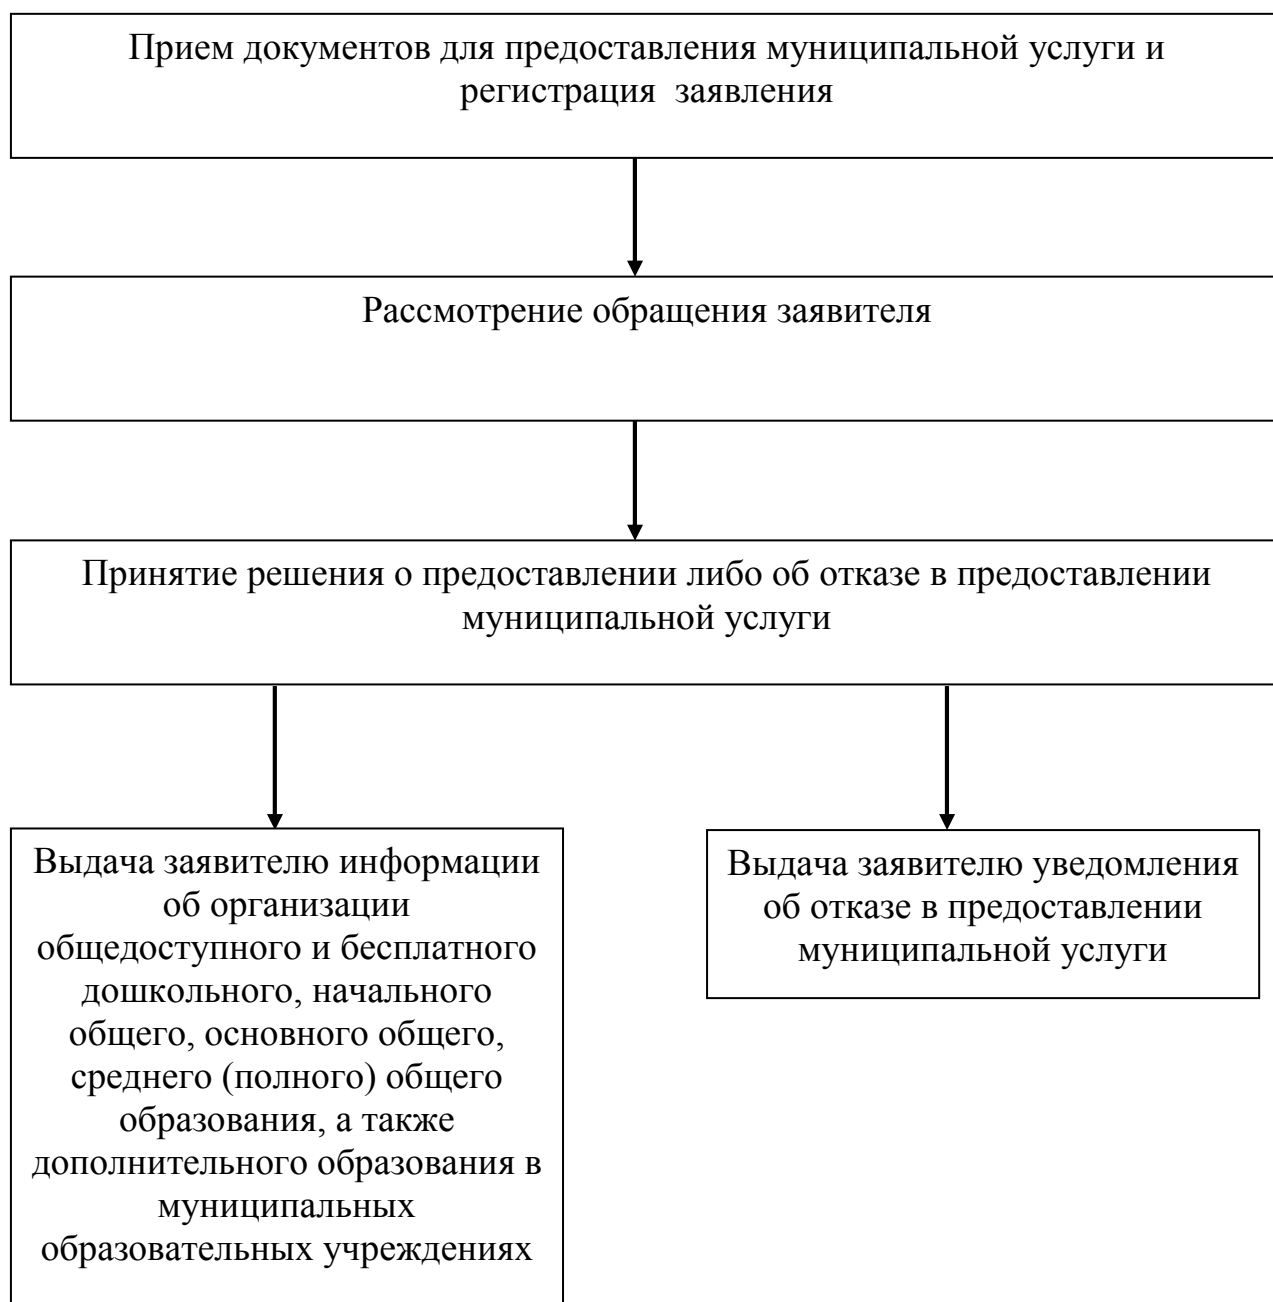 Прием документов для предоставления муниципальной услуги и
регистрация  заявления
Рассмотрение обращения заявителя
Принятие решения о предоставлении либо об отказе в предоставлении
муниципальной услуги
Выдача заявителю информации
об организации
общедоступного и бесплатного
дошкольного, начального
общего, основного общего,
среднего (полного) общего
образования, а также
дополнительного образования в
муниципальных
образовательных учреждениях
Выдача заявителю уведомления
об отказе в предоставлении
муниципальной услуги